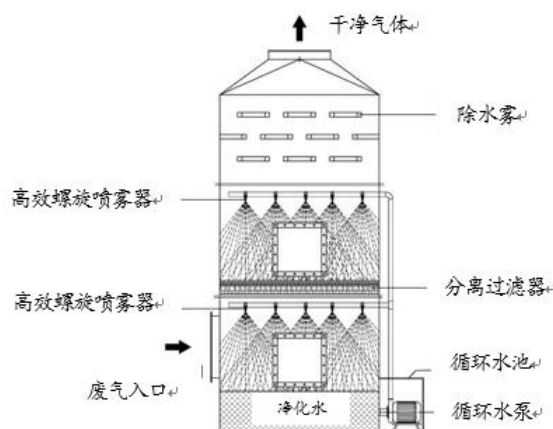 干净气体↵
除水雾↵
高效螺旋喷雾器↵
分离过滤器↵
高效螺旋喷雾器↵
循环水池↵
废气入口↵
净化水
循环水泵↵